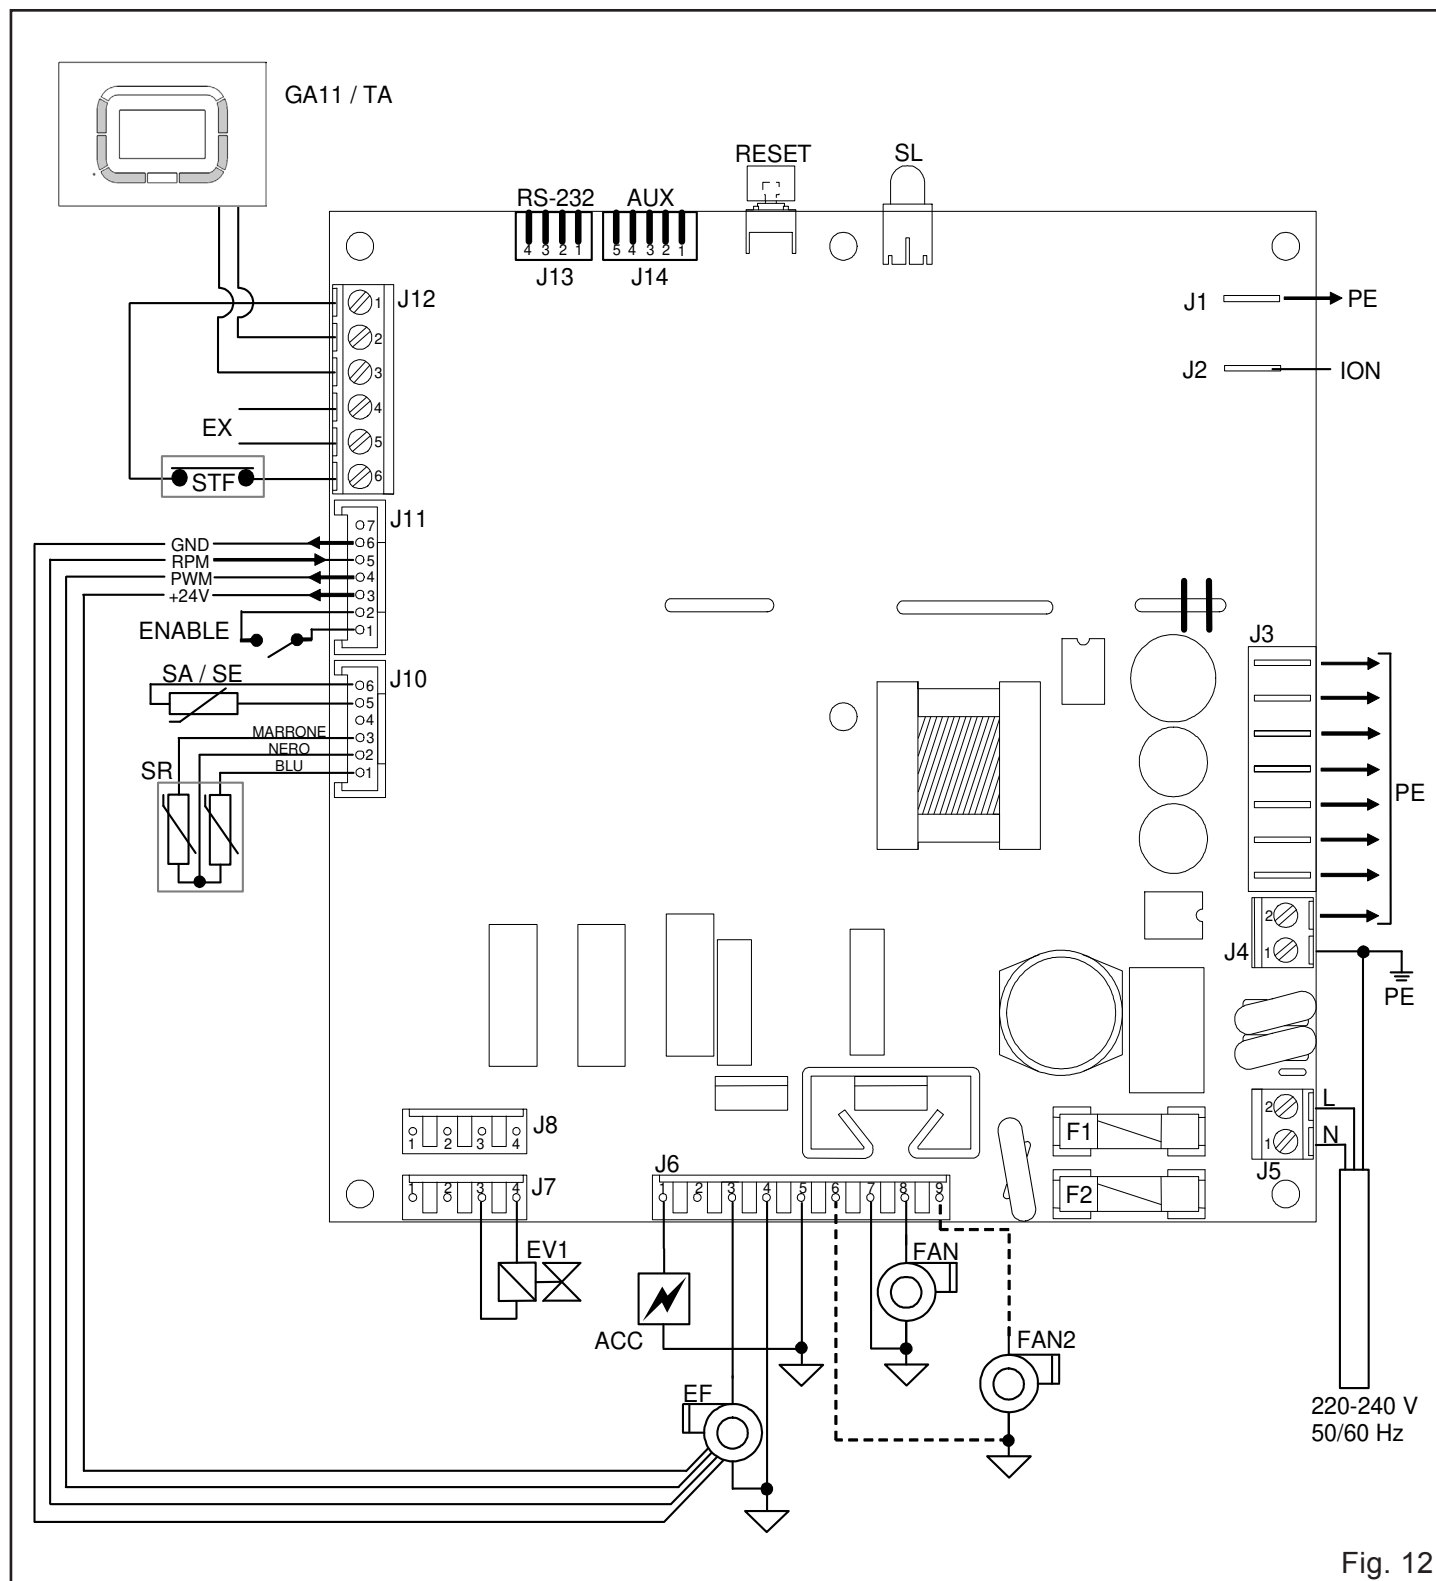 GA11 / TA
RESET
SL
RS-232
AUX
4 3 2 1
5 4 3 2 1
J13
J14
J12
1
2
3
4
5
6
EX
STF
J1
PE
J2
ION
J11
7
6
5
4
3
2
1
GND
RPM
PWM
+24V
ENABLE
SA / SE
J10
6
5
4
3
2
1
MARRONE
NERO
BLU
SR
J3
PE
2
1
J4
PE
2
1
L
N
J5
F1
F2
J8
1 2 3 4
J7
1 2 3 4
J6
1 2 3 4 5 6 7 8 9
EV1
ACC
FAN
FAN2
EF
220-240 V
50/60 Hz
Fig. 12